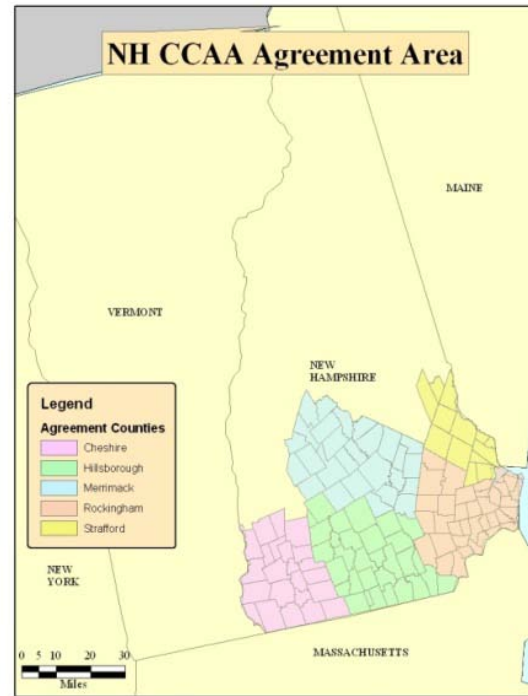 NH CCAA Agreement Area
MAINE
VERMONT
NEW
HAMPSHIRE
Legend
Agreement Counties
Cheshire
Hillsborough
Merrimack
Rockingham
Strafford
NEW
YORK
MASSACHUSETTS
0 5 10 20 30
Miles